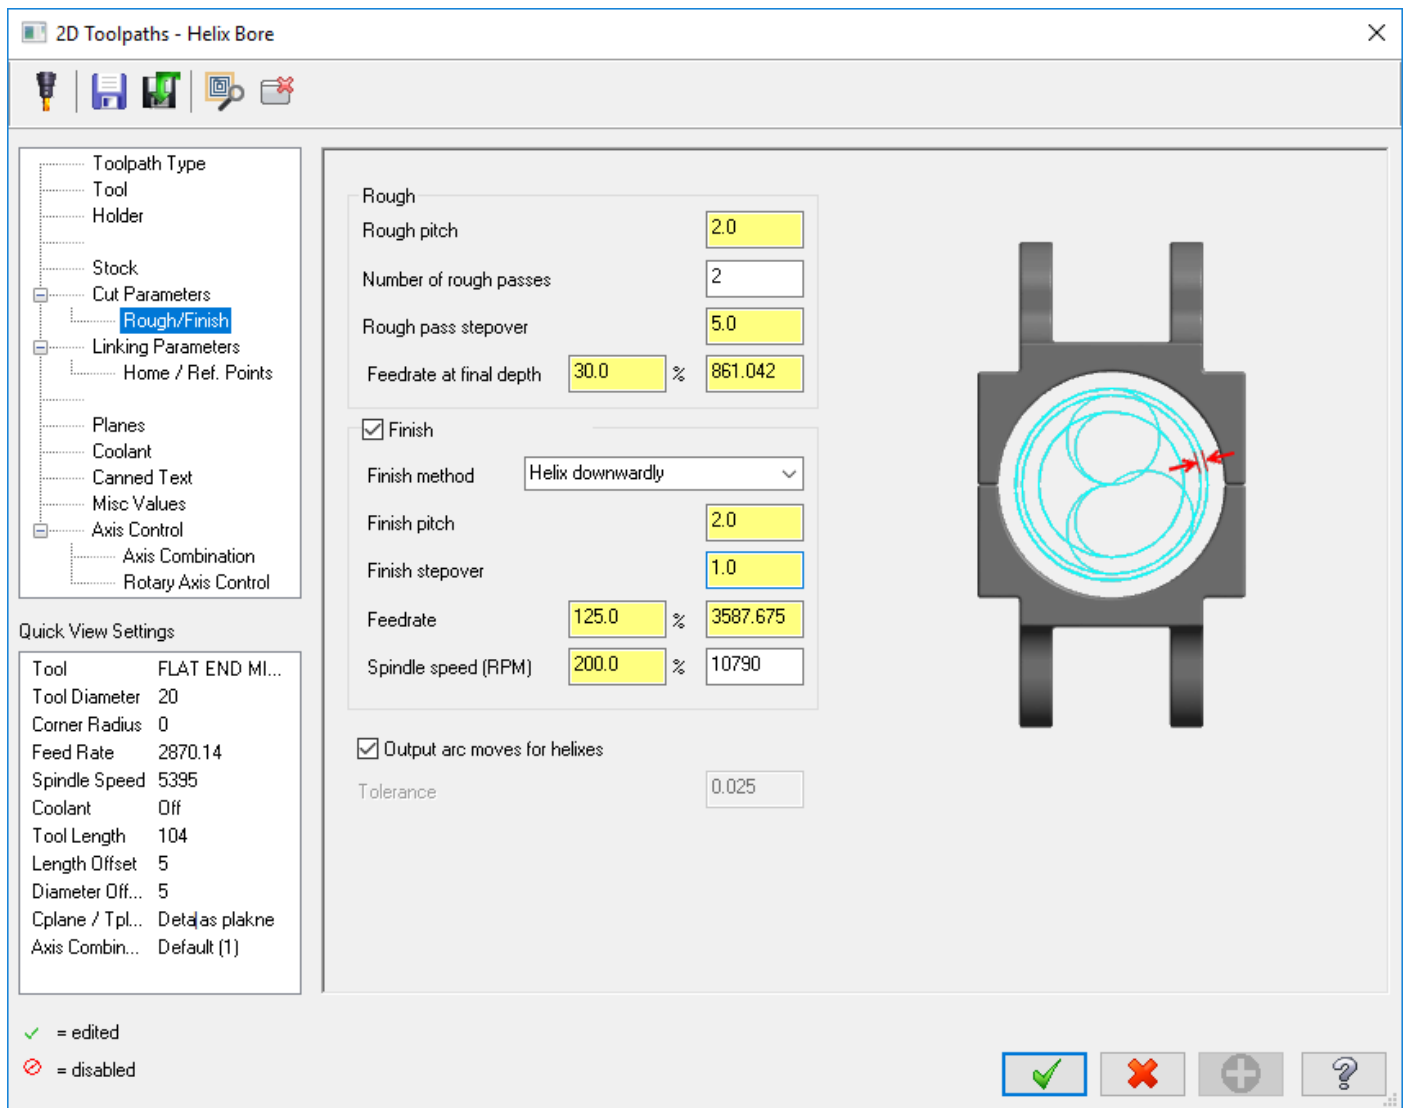 2D Toolpaths - Helix Bore
Toolpath Type
Tool
Holder
Stock
Cut Parameters
Rough/Finish
Linking Parameters
Home / Ref. Points
Planes
Coolant
Canned Text
Misc Values
Axis Control
Axis Combination
Rotary Axis Control
Quick View Settings
Tool FLAT END MI...
Tool Diameter 20
Corner Radius 0
Feed Rate 2870.14
Spindle Speed 5395
Coolant Off
Tool Length 104
Length Offset 5
Diameter Off... 5
Cplane / Tpl... Detaļas plakne
Axis Combin... Default (1)
✓ = edited
= disabled
Rough
Rough pitch 2.0
Number of rough passes 2
Rough pass stepover 5.0
Feedrate at final depth 30.0 % 861.042
Finish
Finish method Helix downwardly
Finish pitch 2.0
Finish stepover 1.0
Feedrate 125.0 % 3587.675
Spindle speed (RPM) 200.0 % 10790
Output arc moves for helixes
Tolerance 0.025